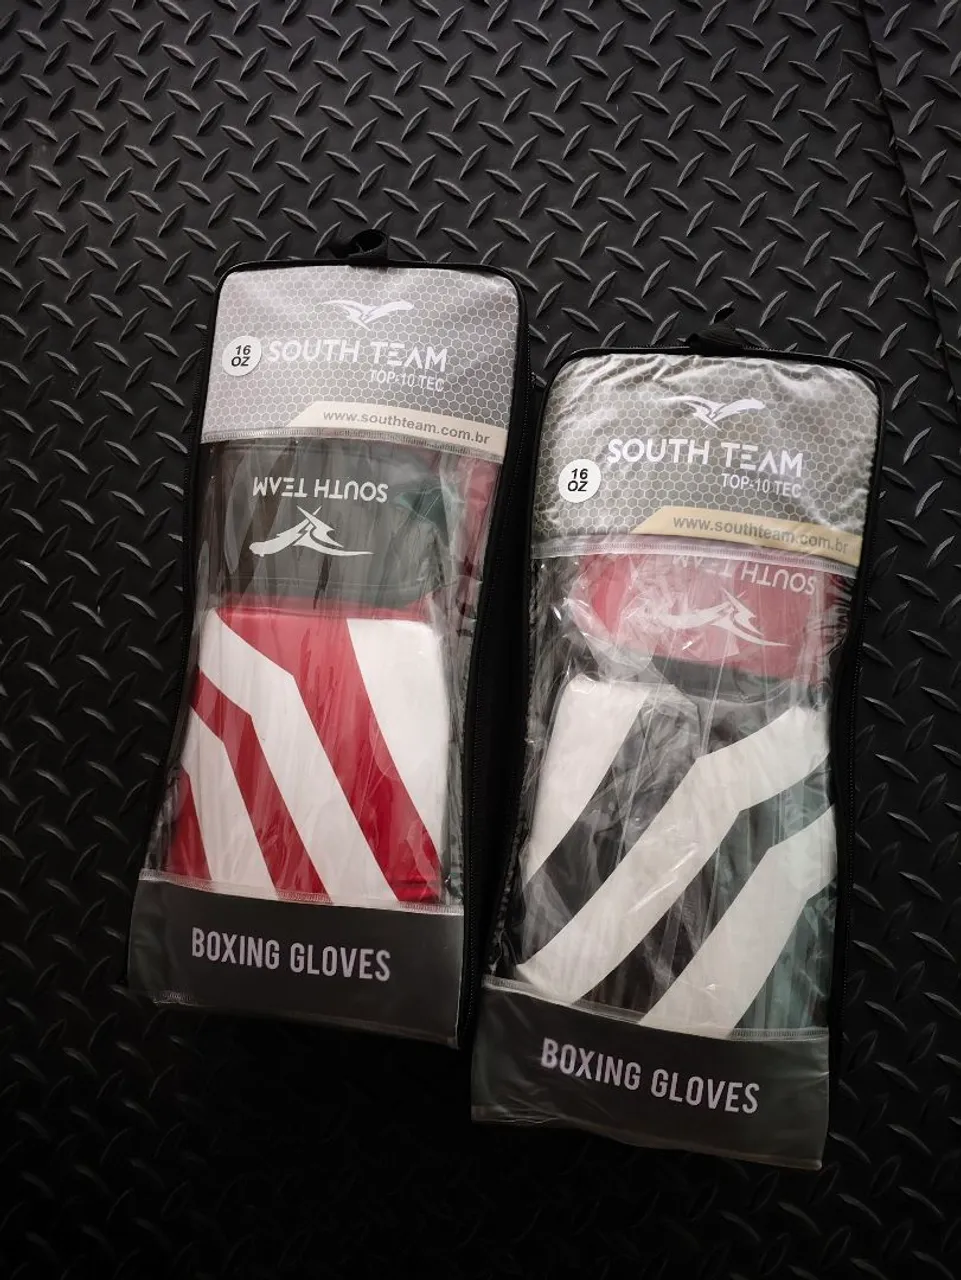 16
OZ
SOUTH TEAM
TOP-10 TEC
www.southteam.com.br
SOUTH TEAM
BOXING GLOVES
16
OZ
SOUTH TEAM
TOP-10 TEC
www.southteam.com.br
SOUTH TEAM
BOXING GLOVES